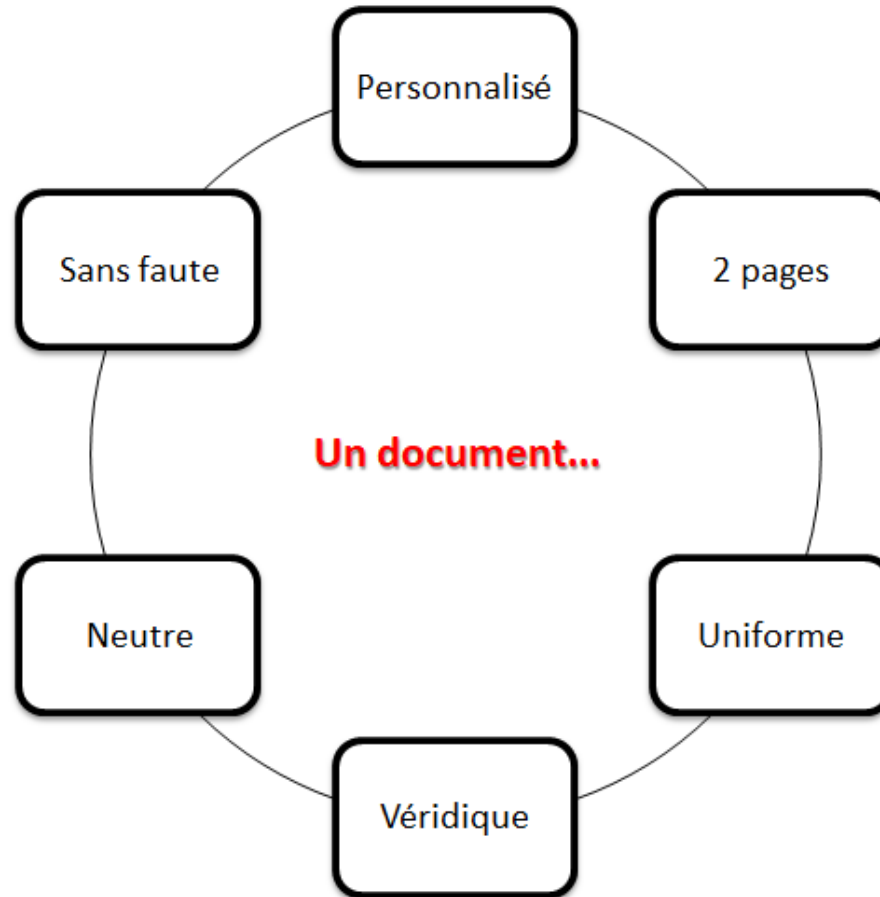 Personnalisé
Sans faute
2 pages
Un document...
Neutre
Uniforme
Véridique